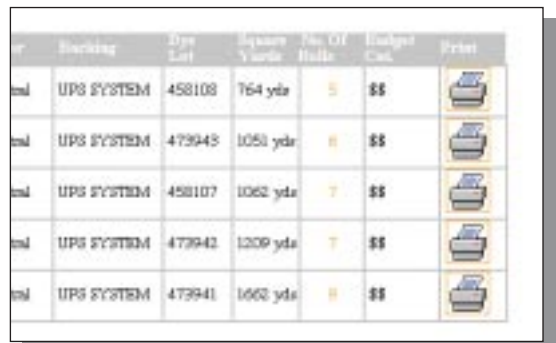 Backing Dye Lot Square Yards No. Of Rolls Budget Cat. Print
UPS SYSTEM 458108 764 yds 5 $$
UPS SYSTEM 473943 1051 yds 6 $$
UPS SYSTEM 458107 1062 yds 7 $$
UPS SYSTEM 473942 1209 yds 7 $$
UPS SYSTEM 473941 1662 yds $$